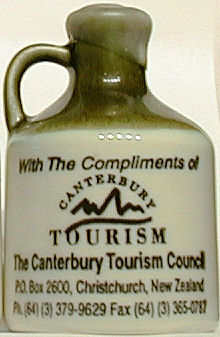 With The Compliments of
CANTERBURY
TOURISM
The Canterbury Tourism Council
P.O. Box 2600, Christchurch, New Zealand
Ph. (64) (3) 379-9629 Fax (64) (3) 365-0787